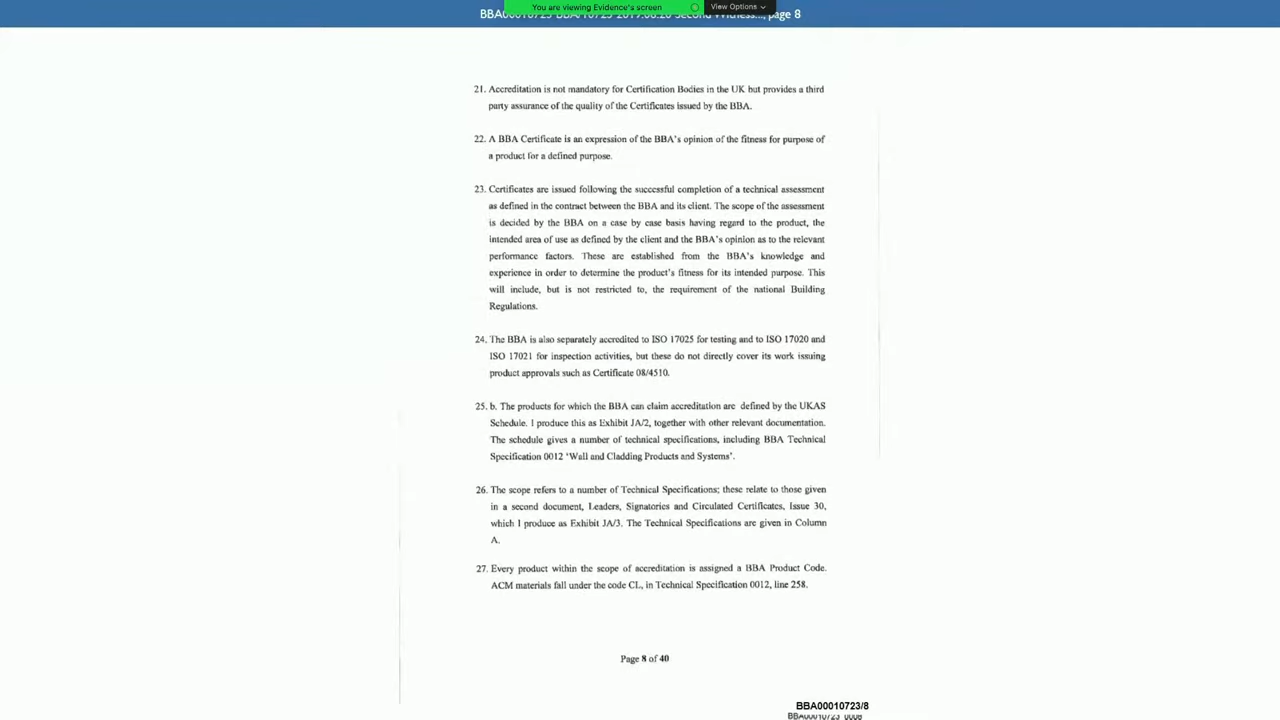 You are viewing Evidence's screen
View Options
page 8
21. Accreditation is not mandatory for Certification Bodies in the UK but provides a third
party assurance of the quality of the Certificates issued by the BBA.
22. A BBA Certificate is an expression of the BBA's opinion of the fitness for purpose of
a product for a defined purpose.
23. Certificates are issued following the successful completion of a technical assessment
as defined in the contract between the BBA and its client. The scope of the assessment
is decided by the BBA on a case by case basis having regard to the product, the
intended area of use as defined by the client and the BBA's opinion as to the relevant
performance factors. These are established from the BBA's knowledge and
experience in order to determine the product's fitness for its intended purpose. This
will include, but is not restricted to, the requirement of the national Building
Regulations.
24. The BBA is also separately accredited to ISO 17025 for testing and to ISO 17020 and
ISO 17021 for inspection activities, but these do not directly cover its work issuing
product approvals such as Certificate 08/4510.
25. b. The products for which the BBA can claim accreditation are defined by the UKAS
Schedule. I produce this as Exhibit JA/2, together with other relevant documentation.
The schedule gives a number of technical specifications, including BBA Technical
Specification 0012 'Wall and Cladding Products and Systems'.
26. The scope refers to a number of Technical Specifications; these relate to those given
in a second document, Leaders, Signatories and Circulated Certificates, Issue 30,
which I produce as Exhibit JA/3. The Technical Specifications are given in Column
A.
27. Every product within the scope of accreditation is assigned a BBA Product Code.
ACM materials fall under the code CL, in Technical Specification 0012, line 258.
Page 8 of 40
BBA00010723/8
BBA00010723_0008